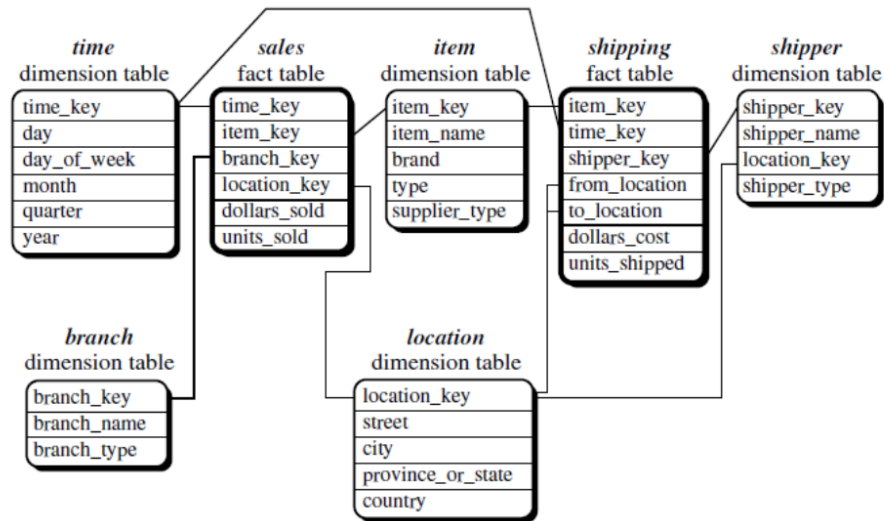 time
dimension table
time_key
day
day_of_week
month
quarter
year
sales
fact table
time_key
item_key
branch_key
location_key
dollars_sold
units_sold
item
dimension table
item_key
item_name
brand
type
supplier_type
shipping
fact table
item_key
time_key
shipper_key
from_location
to_location
dollars_cost
units_shipped
shipper
dimension table
shipper_key
shipper_name
location_key
shipper_type
branch
dimension table
branch_key
branch_name
branch_type
location
dimension table
location_key
street
city
province_or_state
country